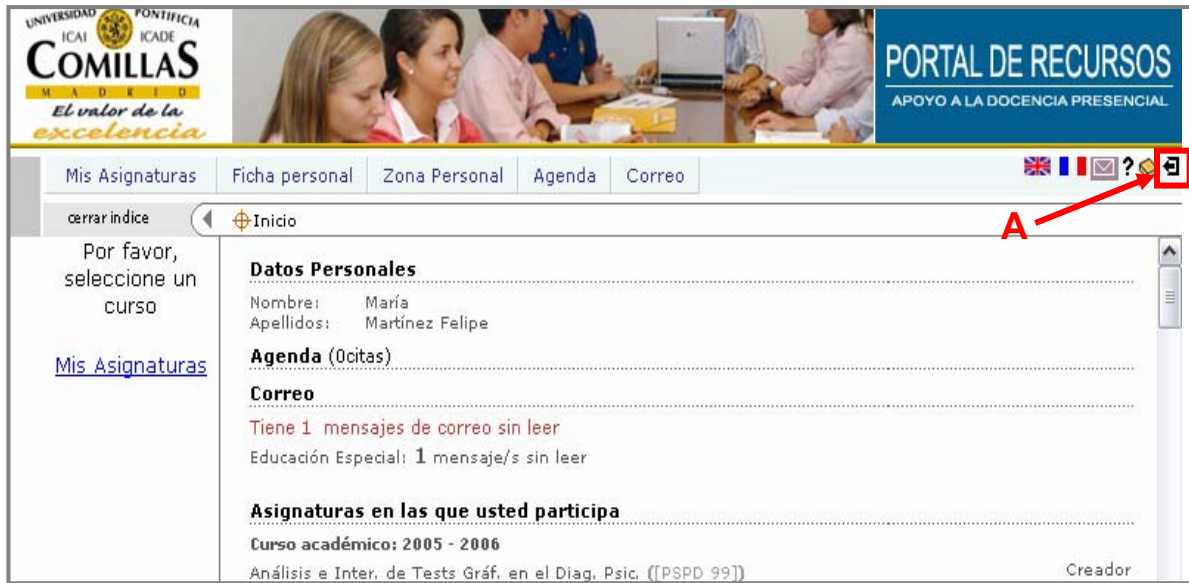 UNIVERSIDAD PONTIFICIA
ICAI ICADE
COMILLAS
MADRID
El valor de la
excelencia
PORTAL DE RECURSOS
APOYO A LA DOCENCIA PRESENCIAL
Mis Asignaturas Ficha personal Zona Personal Agenda Correo ?
A
cerrar indice Inicio
Por favor,
seleccione un
curso
Mis Asignaturas
Datos Personales
Nombre: María
Apellidos: Martínez Felipe
Agenda (0citas)
Correo
Tiene 1 mensajes de correo sin leer
Educación Especial: 1 mensaje/s sin leer
Asignaturas en las que usted participa
Curso académico: 2005 - 2006
Análisis e Inter. de Tests Gráf. en el Diag. Psic. ([PSPD 99]) Creador